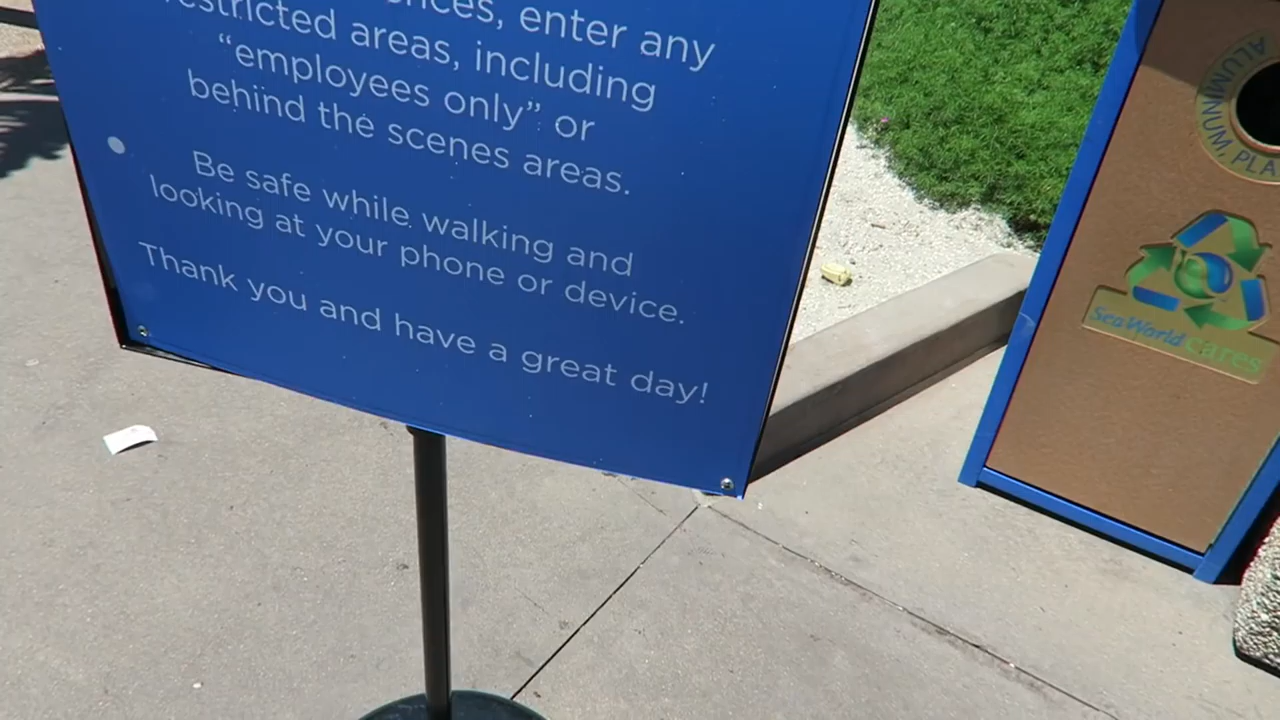 enter any
restricted areas, including
“employees only” or
behind the scenes areas.
Be safe while walking and
looking at your phone or device.
Thank you and have a great day!
ALUMINUM, PLA
SeaWorld Cares